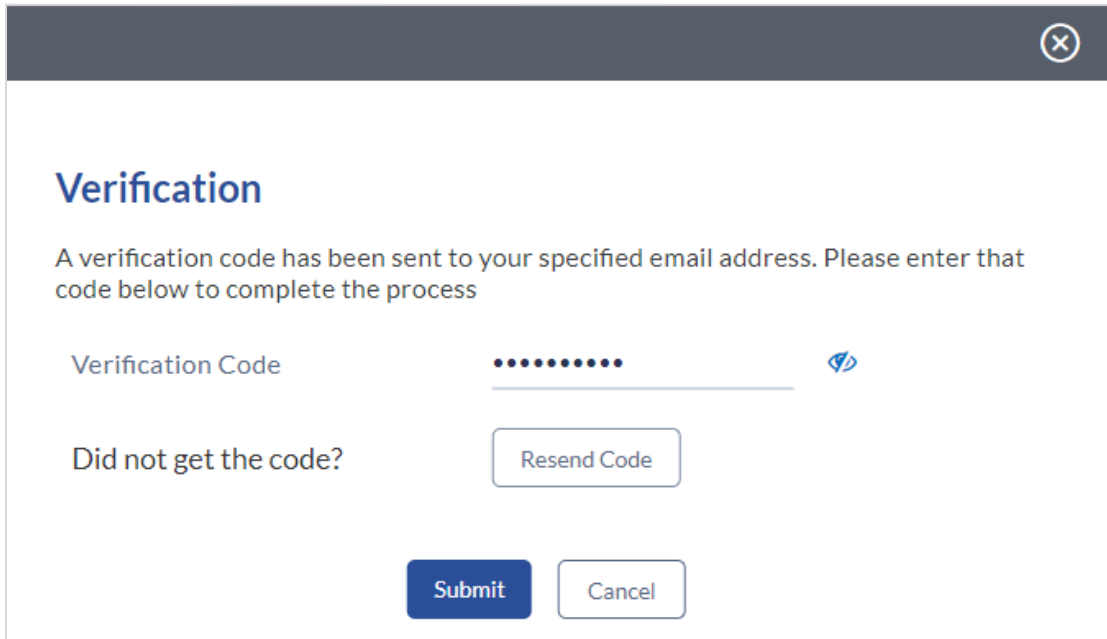 Verification
A verification code has been sent to your specified email address. Please enter that
code below to complete the process
Verification Code ••••••••••
Did not get the code? Resend Code
Submit Cancel